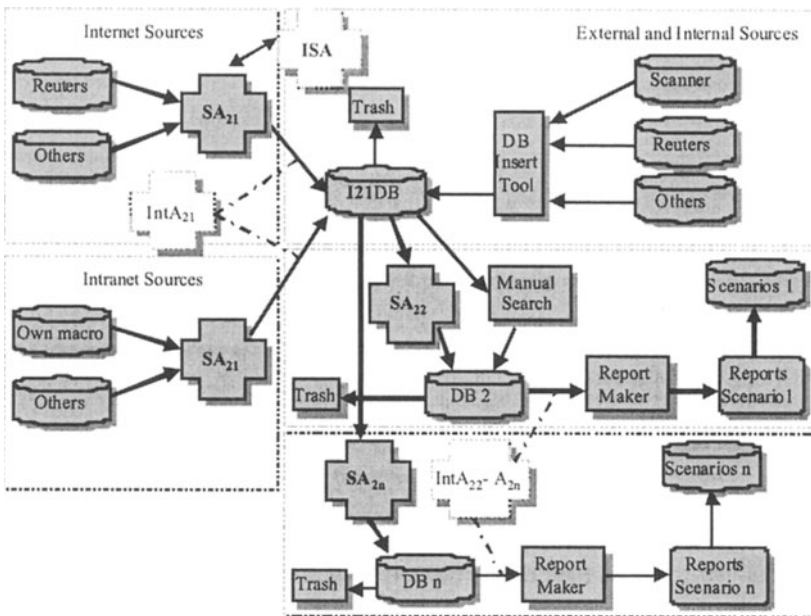 Internet Sources
ISA
External and Internal Sources
Reuters
SA21
Others
Trash
Scanner
DB
Insert
Tool
Reuters
Others
I21DB
IntA21
Intranet Sources
Own macro
SA21
Others
SA22
Manual
Search
Scenarios 1
Trash
DB 2
Report
Maker
Reports
Scenario1
SA2n
IntA22- A2n
Scenarios n
Trash
DB n
Report
Maker
Reports
Scenario n